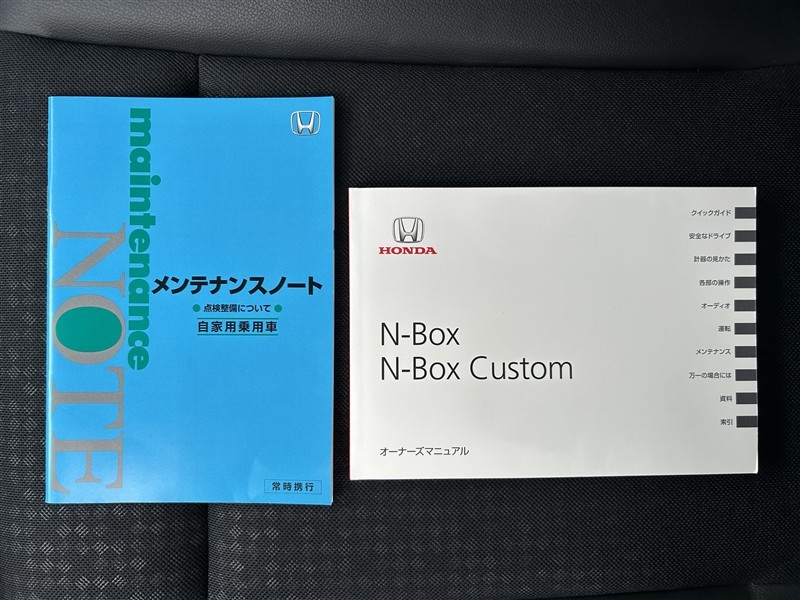 maintenance
NOTE
メンテナンスノート
点検整備について
自家用乗用車
常時携行
HONDA
N-Box
N-Box Custom
オーナーズマニュアル
クイックガイド
安全なドライブ
計器の見かた
各部の操作
オーディオ
運転
メンテナンス
万一の場合には
資料
索引